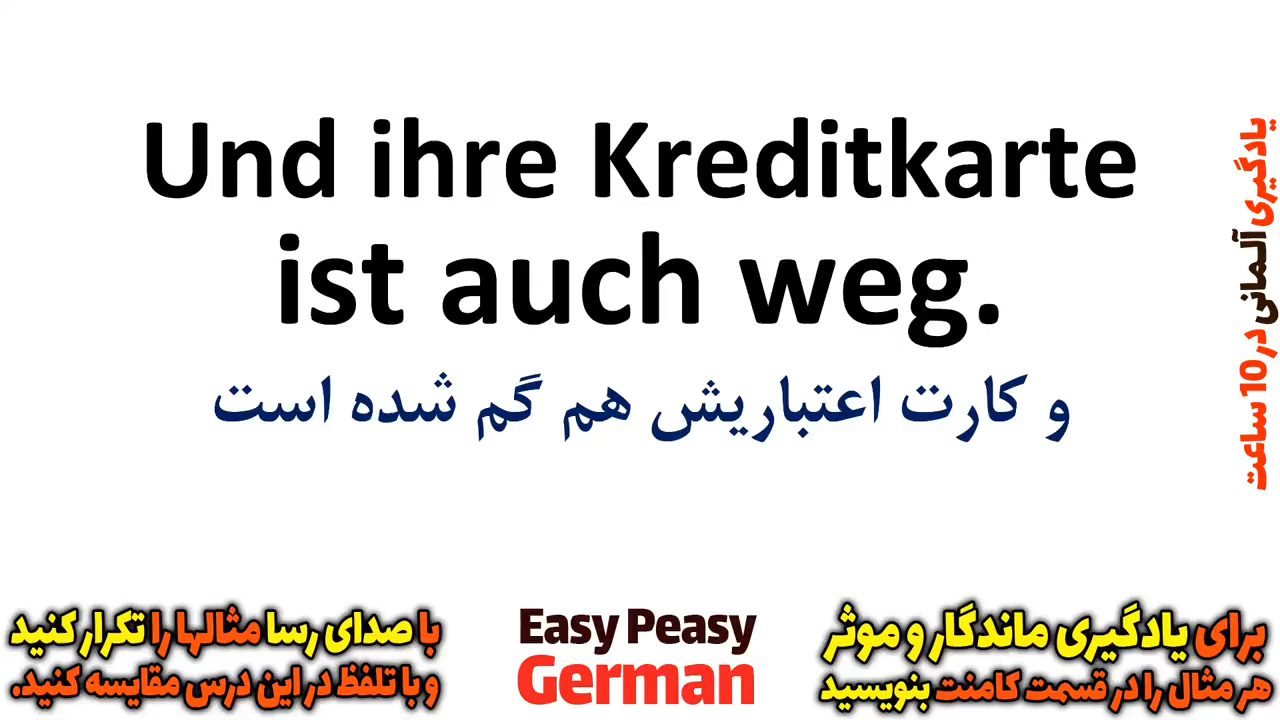 Und ihre Kreditkarte
ist auch weg.
و کارت اعتباریش هم گم شده است
یادگیری آلمانی در 10 ساعت
با صدای رسا مثالها را تکرار کنید
و با تلفظ در این درس مقایسه کنید.
Easy Peasy
German
برای یادگیری ماندگار و موثر
هر مثال را در قسمت کامنت بنویسید